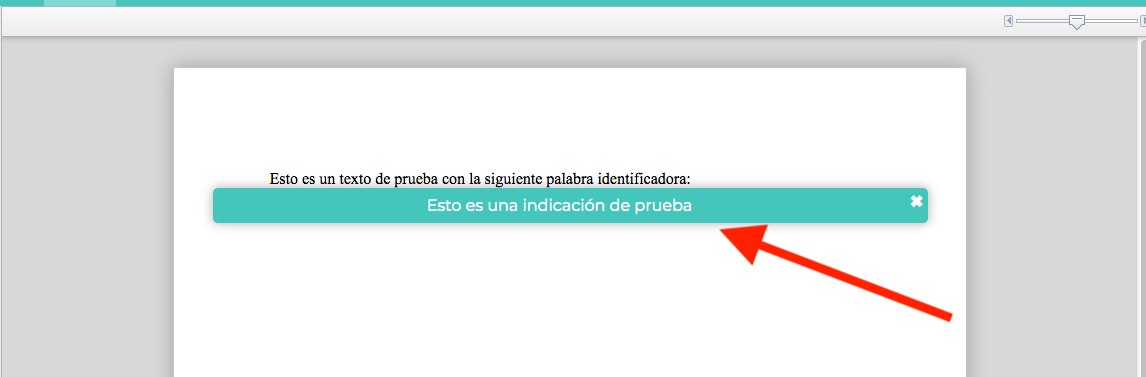 Esto es un texto de prueba con la siguiente palabra identificadora:
Esto es una indicación de prueba